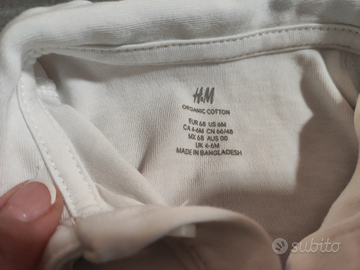 H&M
ORGANIC COTTON
EUR 68 US 6M
CA 4-6M CN 66/48
MX 68 AUS 00
UK 4-6M
MADE IN BANGLADESH
subito